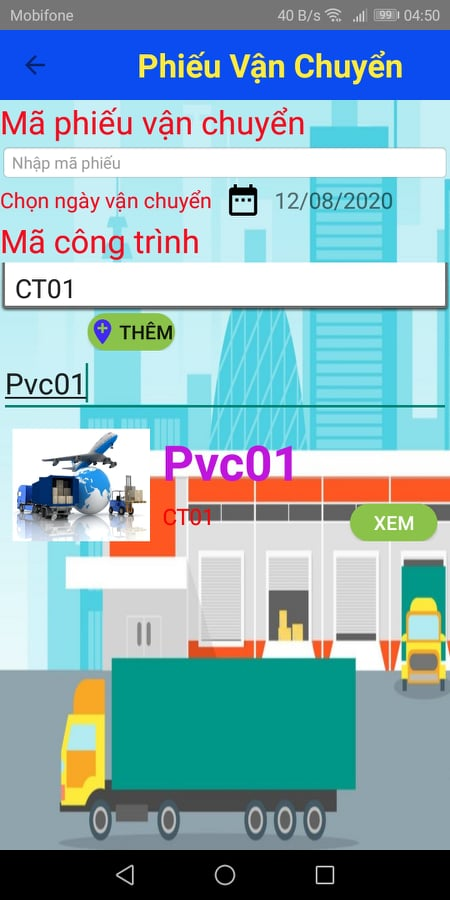 Mobifone 40 B/s 99 04:50
Phiếu Vận Chuyển
Mã phiếu vận chuyển
Nhập mã phiếu
Chọn ngày vận chuyển 12/08/2020
Mã công trình
CT01
THÊM
Pvc01
Pvc01
CT01
XEM